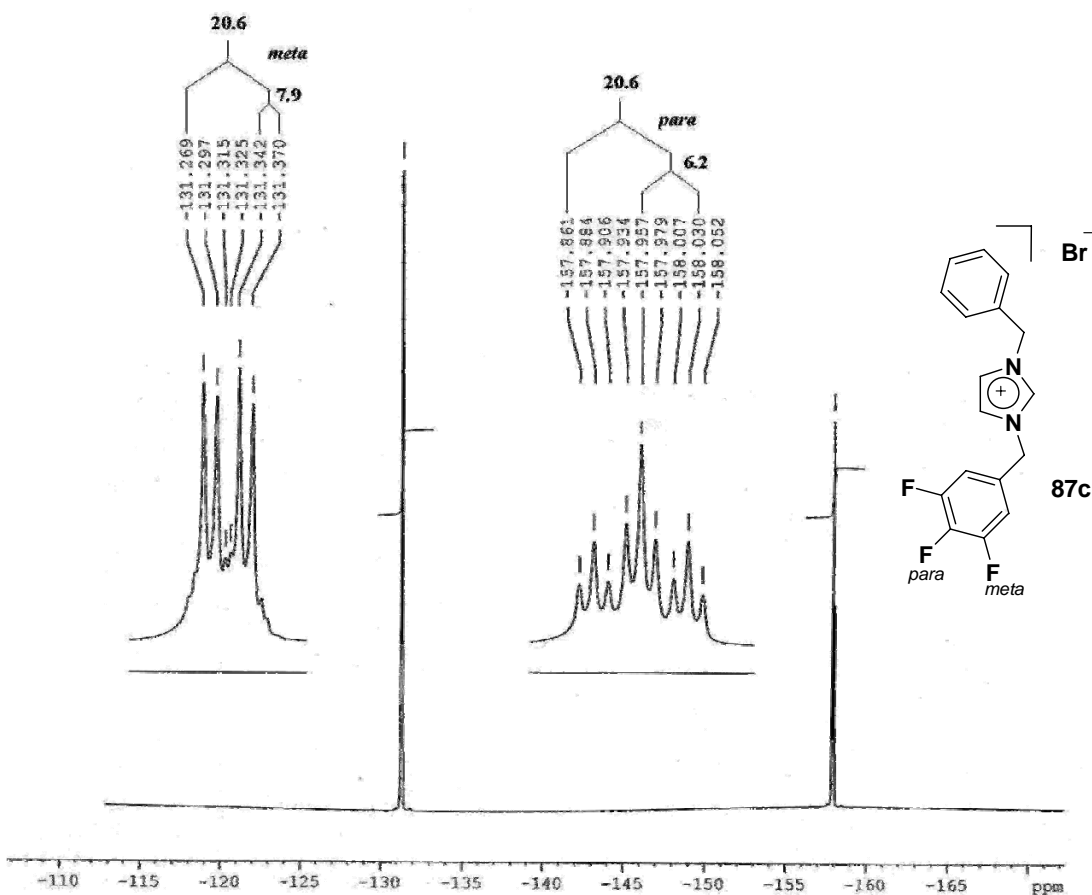 20.6
meta
7.9
-131.269
-131.297
-131.315
-131.325
-131.342
-131.370
20.6
para
6.2
-157.861
-157.884
-157.906
-157.934
-157.957
-157.979
-158.007
-158.030
-158.052
Br-
N
+
N
87c
F
F
para
F
meta
-110 -115 -120 -125 -131 -135 -140 -145 -150 -155 -160 -165 ppm